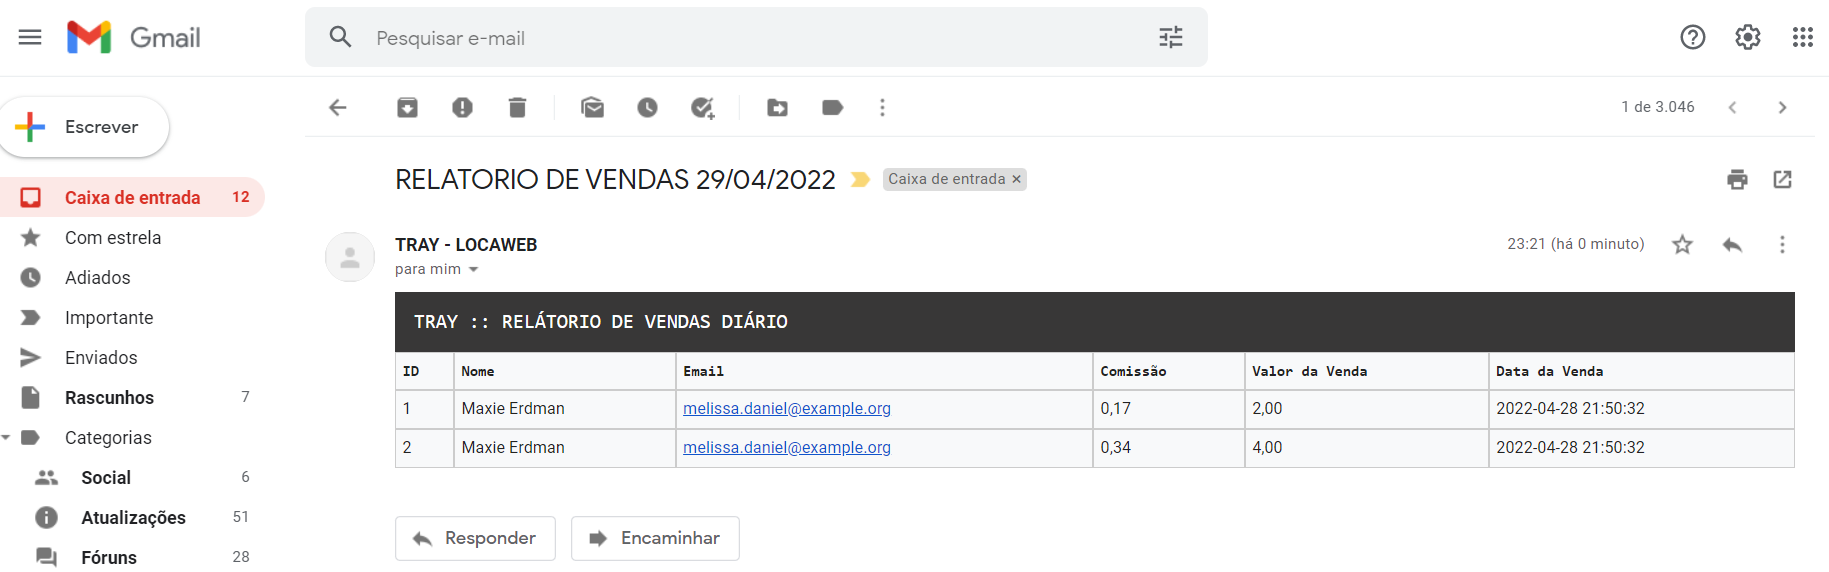 Gmail
Pesquisar e-mail
Escrever
1 de 3.046
Caixa de entrada 12
Com estrela
Adiados
Importante
Enviados
Rascunhos 7
Categorias
Social 6
Atualizações 51
Fóruns 28
RELATORIO DE VENDAS 29/04/2022 Caixa de entrada ×
TRAY - LOCAWEB 23:21 (há 0 minuto)
para mim
TRAY :: RELÁTORIO DE VENDAS DIÁRIO
ID Nome Email Comissão Valor da Venda Data da Venda
1 Maxie Erdman melissa.daniel@example.org 0,17 2,00 2022-04-28 21:50:32
2 Maxie Erdman melissa.daniel@example.org 0,34 4,00 2022-04-28 21:50:32
Responder Encaminhar